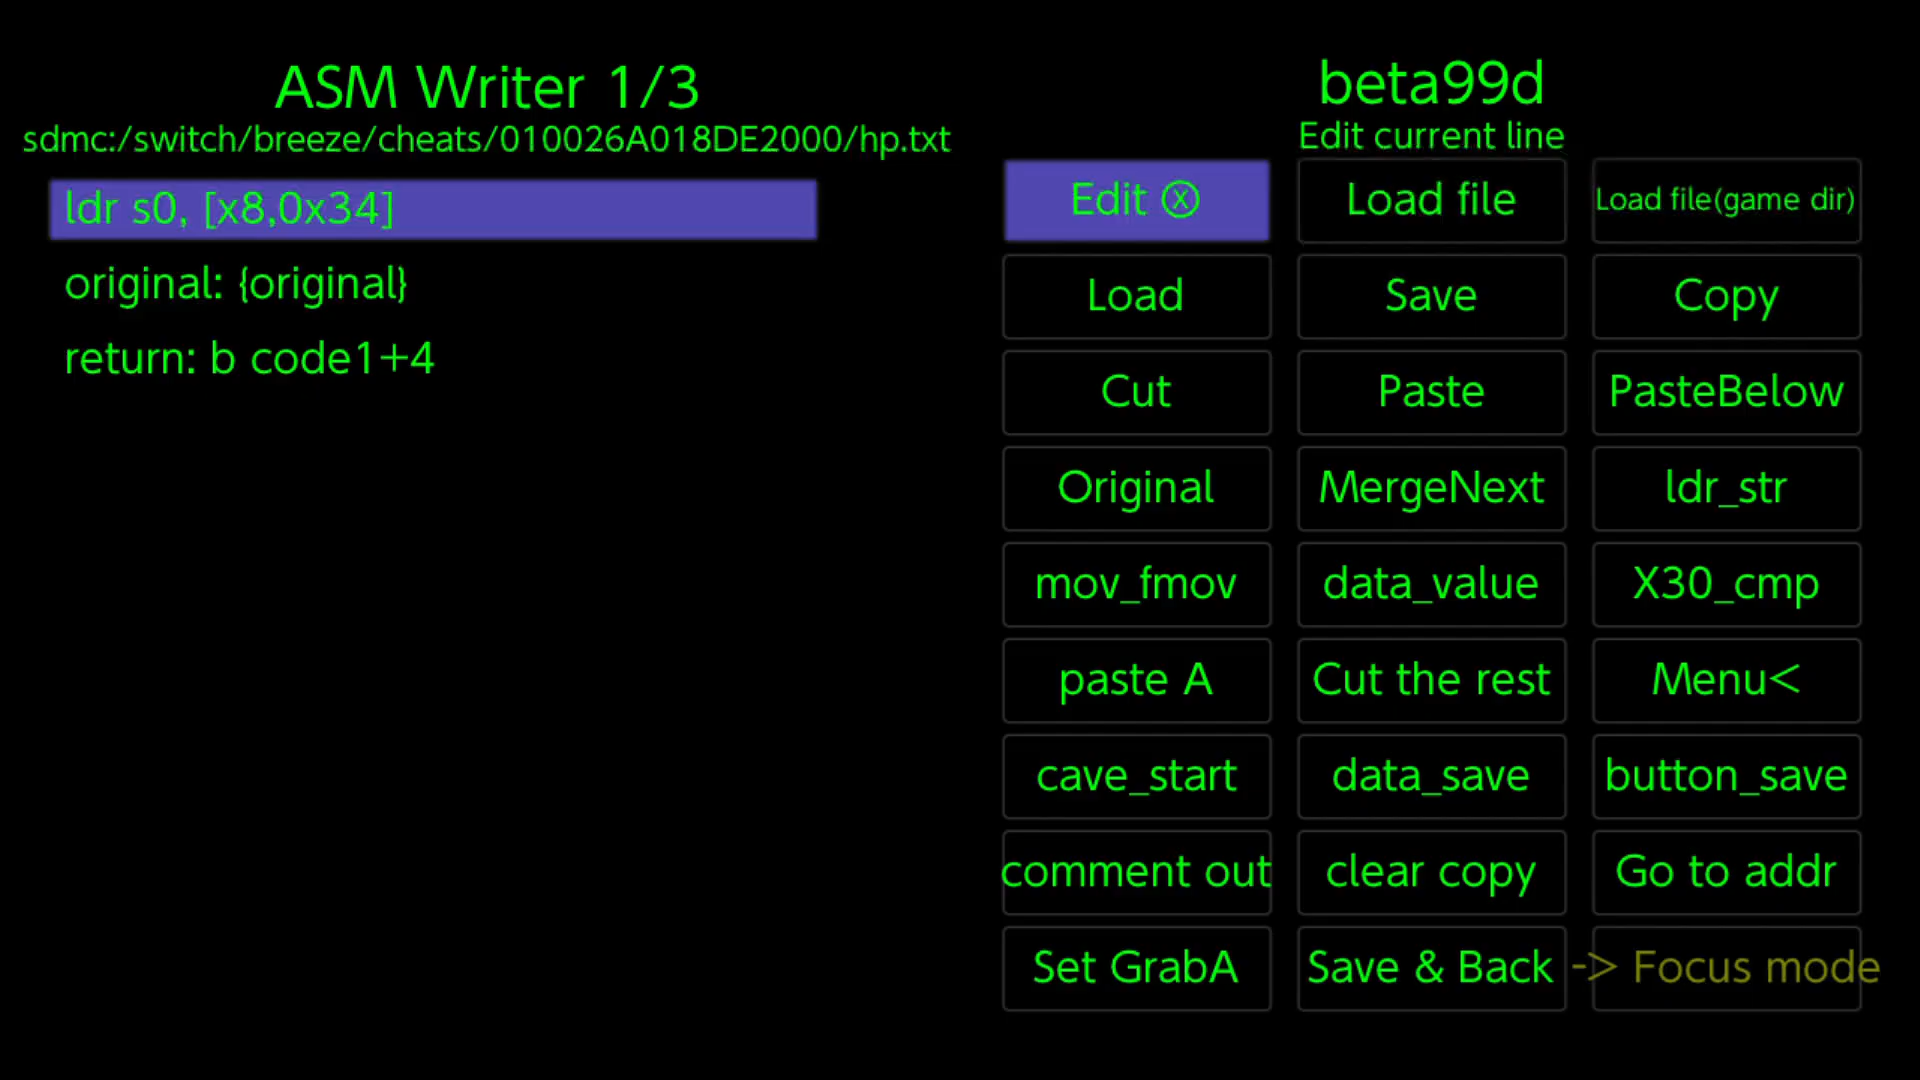 ASM Writer 1/3
sdmc:/switch/breeze/cheats/010026A018DE2000/hp.txt
ldr s0, [x8,0x34]
original: {original}
return: b code1+4
beta99d
Edit current line
Edit Ⓧ
Load file
Load file(game dir)
Load
Save
Copy
Cut
Paste
PasteBelow
Original
MergeNext
ldr_str
mov_fmov
data_value
X30_cmp
paste A
Cut the rest
Menu<
cave_start
data_save
button_save
comment out
clear copy
Go to addr
Set GrabA
Save & Back
-> Focus mode